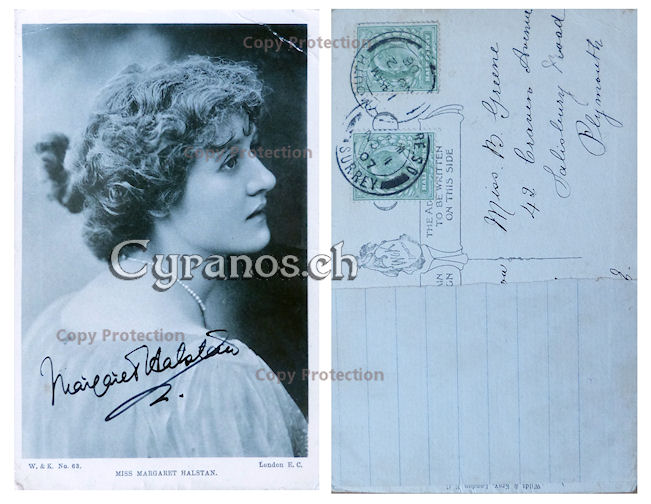 Copy Protection
Copy Protection
Cyranos.ch
Copy Protection
Margaret Halstan
Copy Protection
W. & K. No. 63.
London E. C.
MISS MARGARET HALSTAN.
SURREY
THE AD
TO BE WRITTEN
ON THIS SIDE
Miss B. Greene
42 Craven Avenue
Salisbury Road
Plymouth